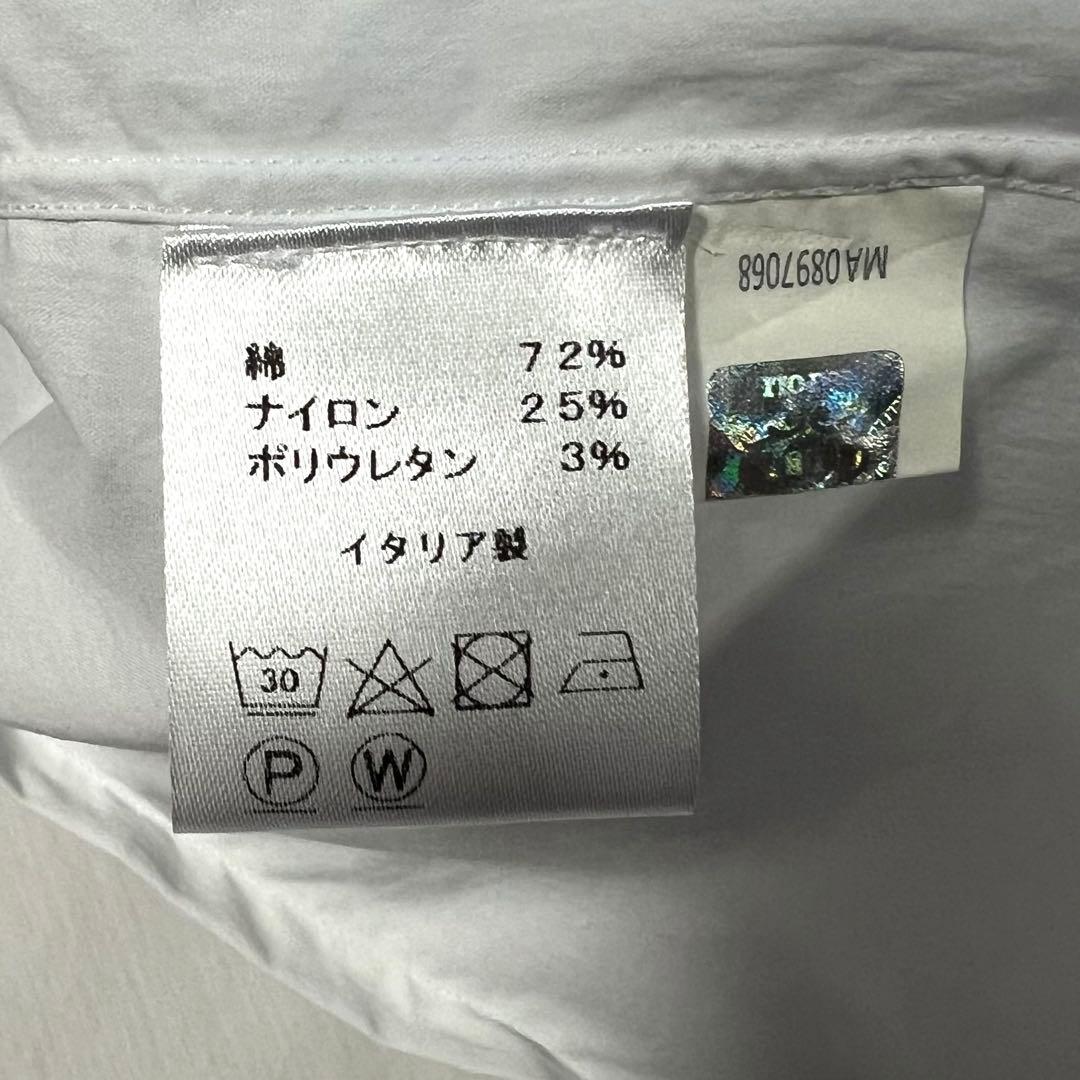 綿 72%
ナイロン 25%
ポリウレタン 3%
イタリア製
30
P W
MA0897068